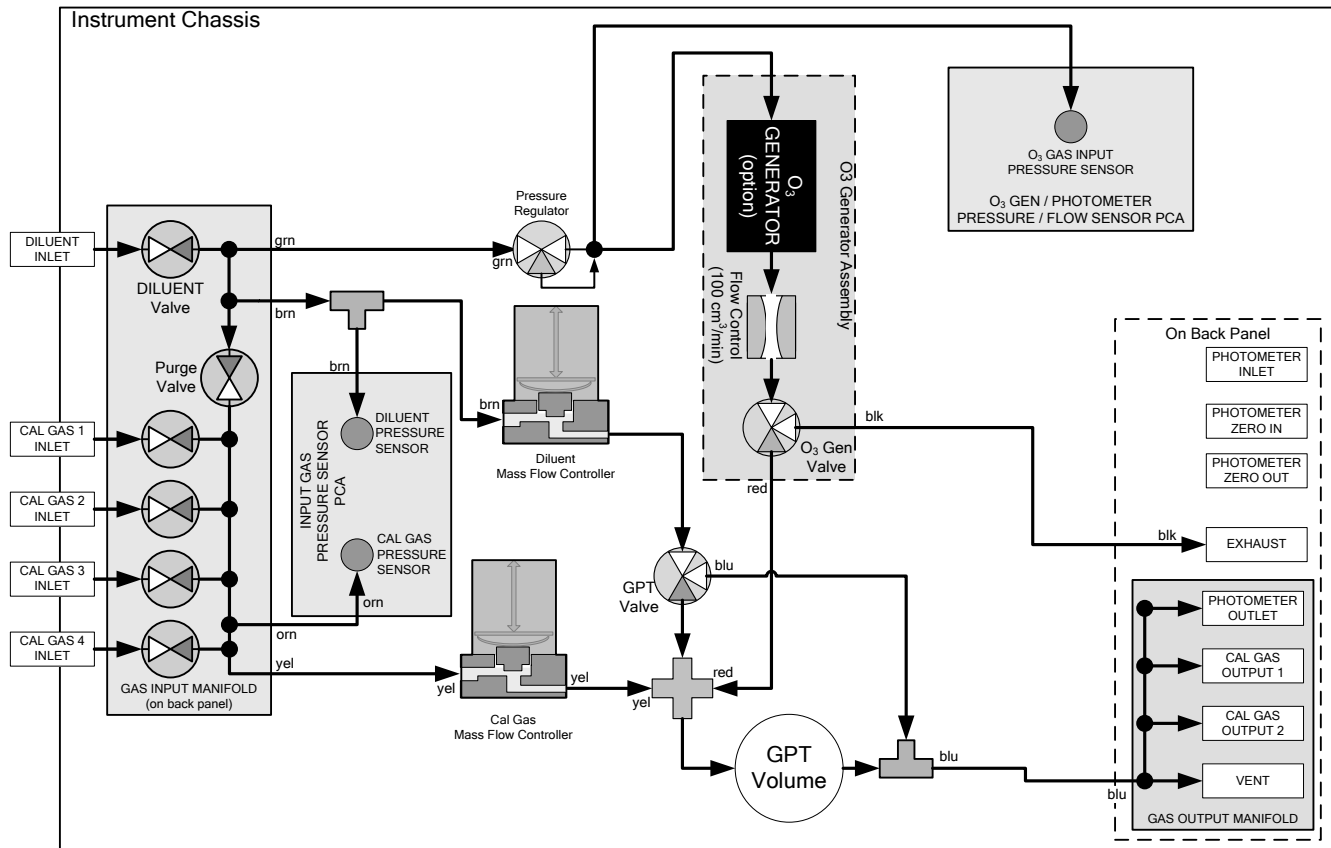 Instrument Chassis
DILUENT
INLET
DILUENT
Valve
grn
grn
Pressure
Regulator
brn
Purge
Valve
CAL GAS 1
INLET
CAL GAS 2
INLET
CAL GAS 3
INLET
CAL GAS 4
INLET
GAS INPUT MANIFOLD
(on back panel)
brn
DILUENT
PRESSURE
SENSOR
INPUT GAS
PRESSURE SENSOR
PCA
CAL GAS
PRESSURE
SENSOR
orn
orn
yel
brn
Diluent
Mass Flow Controller
yel
yel
Cal Gas
Mass Flow Controller
O3 GENERATOR
(option)
O3 Generator Assembly
Flow Control
(100 cm3/min)
O3 Gen
Valve
blk
red
GPT
Valve
blu
red
yel
GPT
Volume
blu
O3 GAS INPUT
PRESSURE SENSOR
O3 GEN / PHOTOMETER
PRESSURE / FLOW SENSOR PCA
On Back Panel
PHOTOMETER
INLET
PHOTOMETER
ZERO IN
PHOTOMETER
ZERO OUT
blk
EXHAUST
PHOTOMETER
OUTLET
CAL GAS
OUTPUT 1
CAL GAS
OUTPUT 2
VENT
blu
GAS OUTPUT MANIFOLD